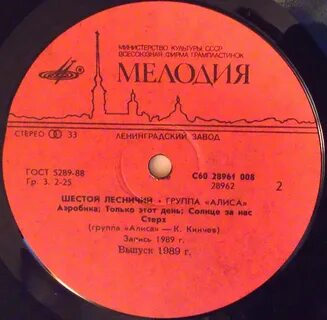 МИНИСТЕРСТВО КУЛЬТУРЫ СССР
ВСЕСОЮЗНАЯ ФИРМА ГРАМПЛАСТИНОК
МЕЛОДИЯ
СТЕРЕО 33
ЛЕНИНГРАДСКИЙ ЗАВОД
ГОСТ 5289-88
Гр. 3. 2-25
С60 28961 008
28962
2
ШЕСТОЙ ЛЕСНИЧИЙ • ГРУППА «АЛИСА»
Аэробика; Только этот день; Солнце за нас
Стерх
(группа «Алиса» — К. Кинчев)
Запись 1989 г.
Выпуск 1989 г.